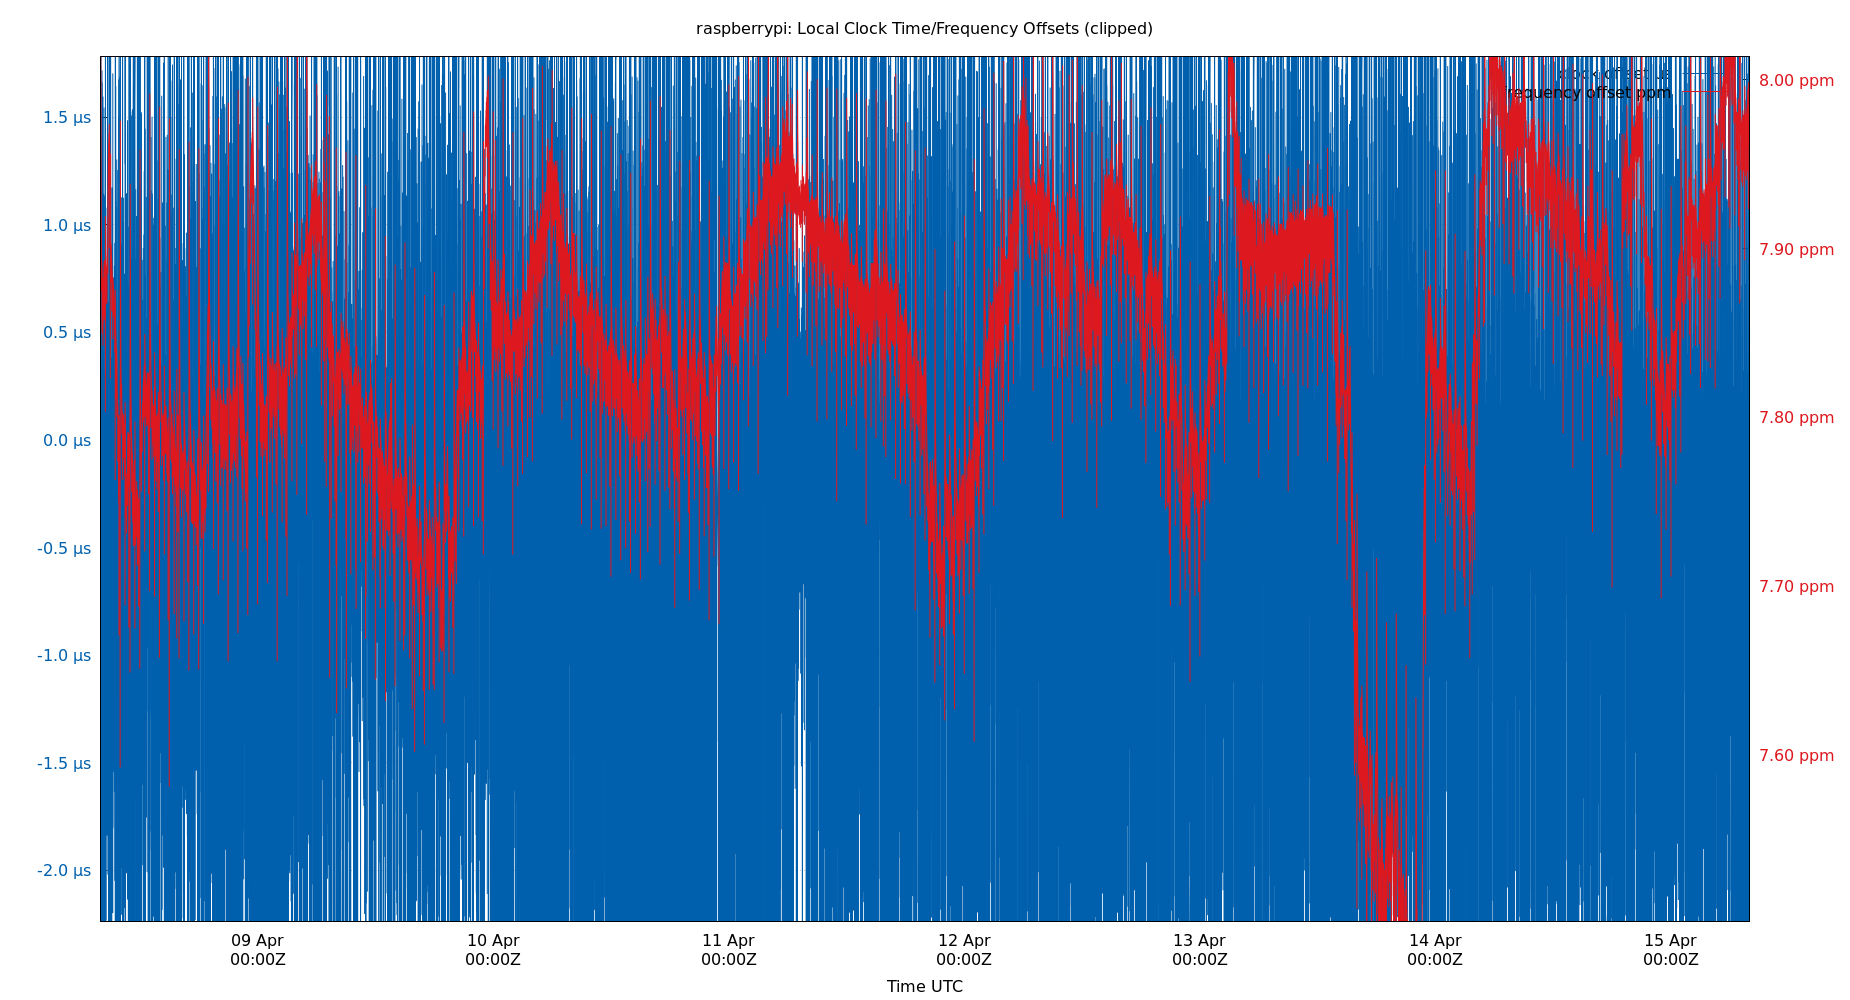 raspberrypi: Local Clock Time/Frequency Offsets (clipped)
clock offset us
frequency offset ppm
1.5 µs
1.0 µs
0.5 µs
0.0 µs
-0.5 µs
-1.0 µs
-1.5 µs
-2.0 µs
8.00 ppm
7.90 ppm
7.80 ppm
7.70 ppm
7.60 ppm
09 Apr 10 Apr 11 Apr 12 Apr 13 Apr 14 Apr 15 Apr
00:00Z 00:00Z 00:00Z 00:00Z 00:00Z 00:00Z 00:00Z
Time UTC